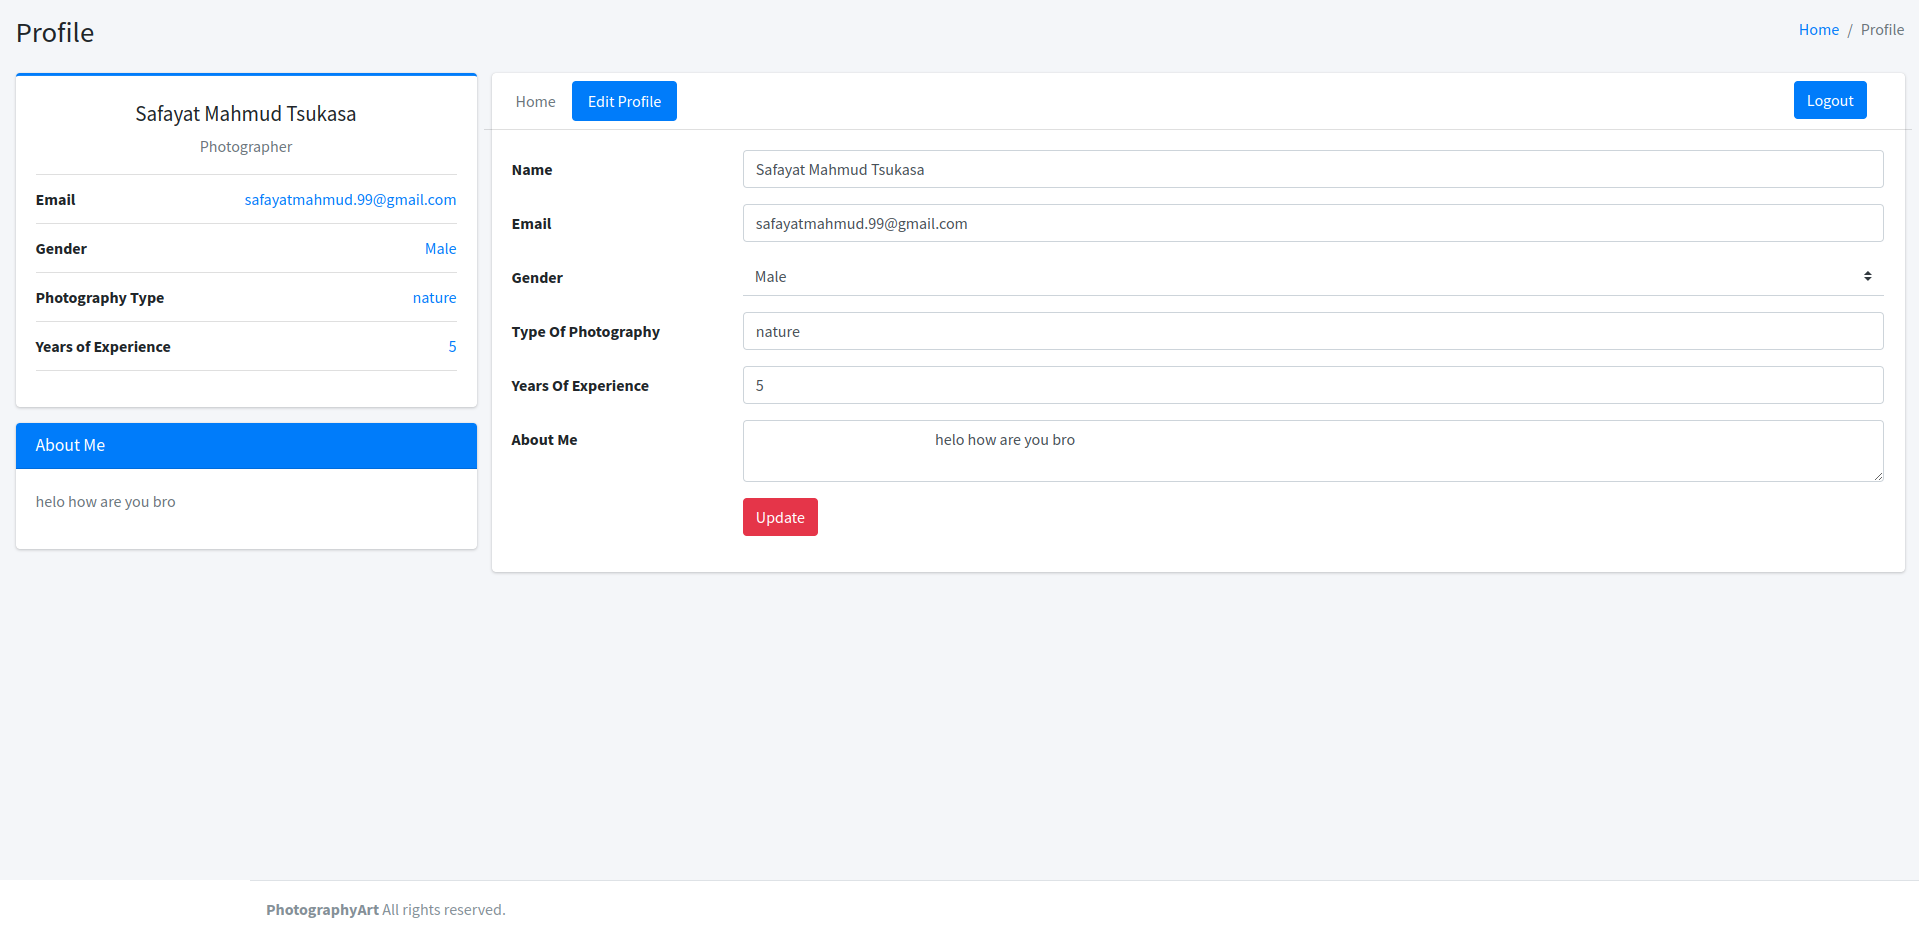 Profile
Home / Profile
Safayat Mahmud Tsukasa
Photographer
Email safayatmahmud.99@gmail.com
Gender Male
Photography Type nature
Years of Experience 5
About Me
helo how are you bro
Home Edit Profile Logout
Name Safayat Mahmud Tsukasa
Email safayatmahmud.99@gmail.com
Gender Male
Type Of Photography nature
Years Of Experience 5
About Me helo how are you bro
Update
PhotographyArt All rights reserved.